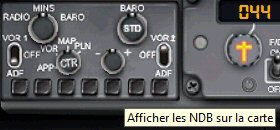 MINS
BARO
044
RADIO
BARO
STD
VOR 1
VOR 2
MAP
VOR
PLN
OFF
APP
CTR
OFF
F/D
ADF
ADF
OFF
Afficher les NDB sur la carte